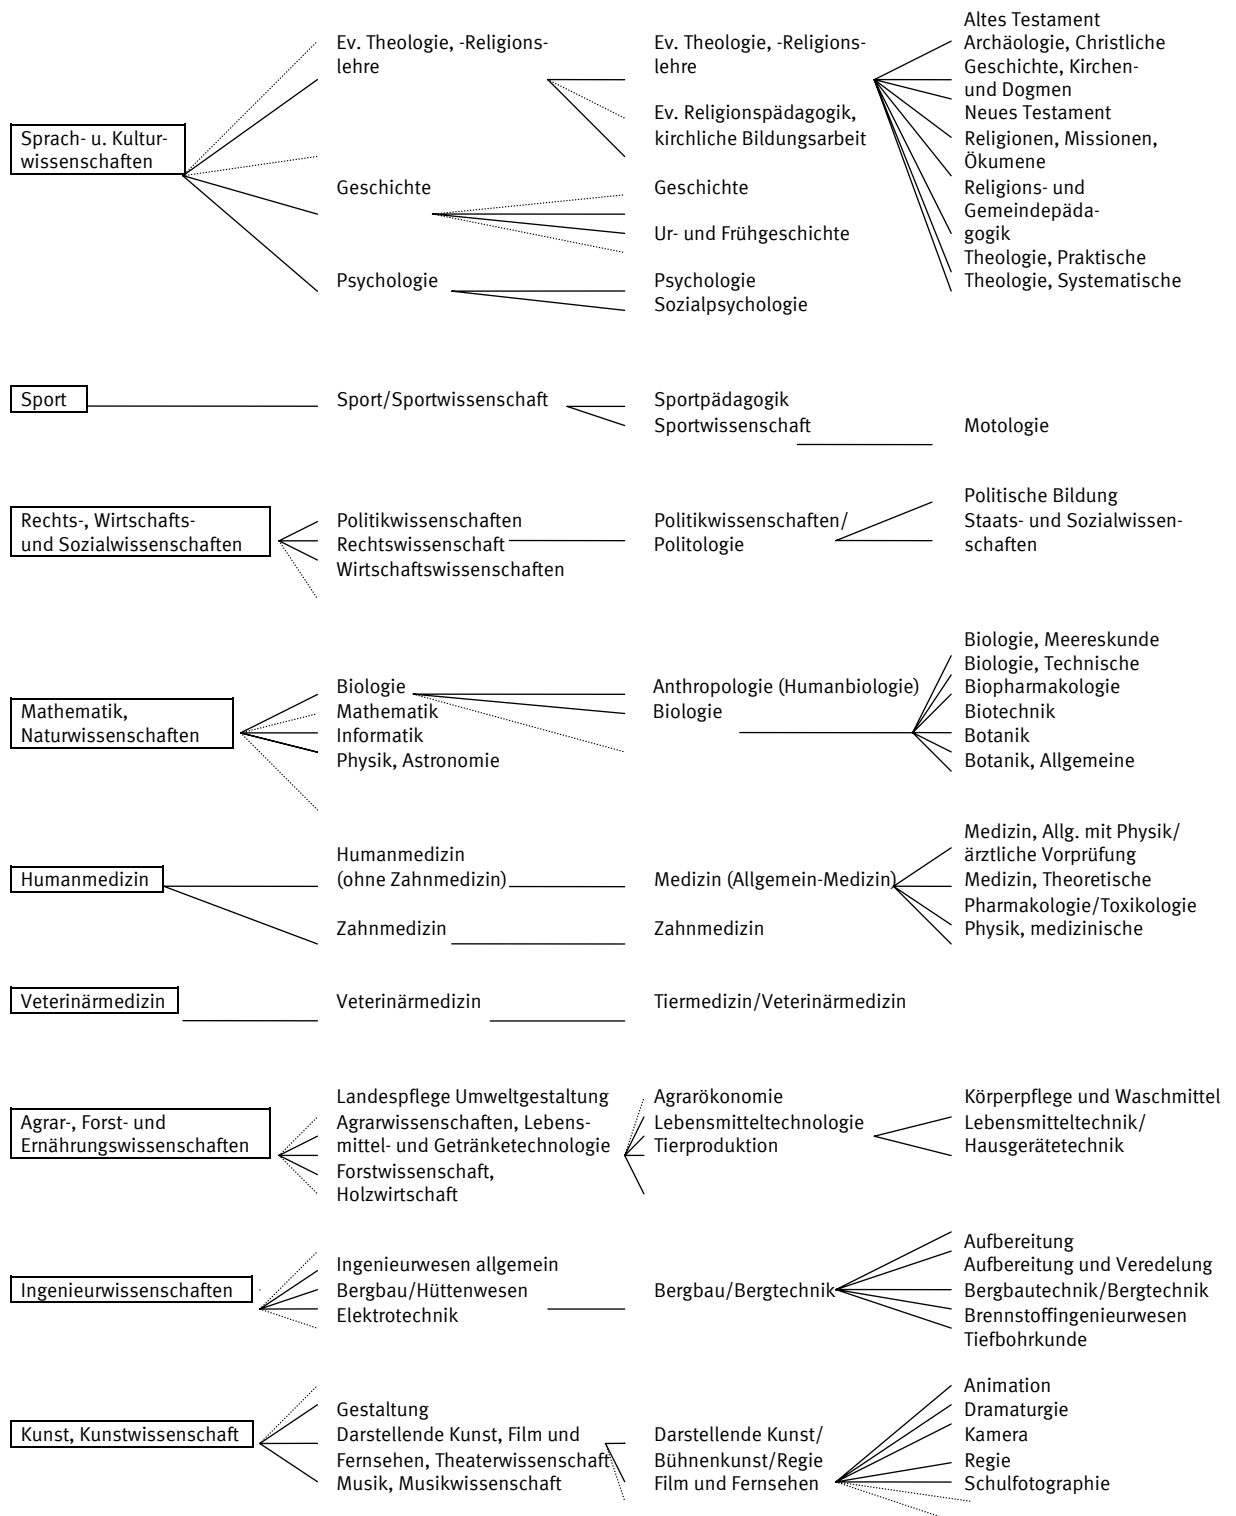 Sprach- u. Kultur-
wissenschaften
Ev. Theologie, -Religions-
lehre
Geschichte
Psychologie
Ev. Theologie, -Religions-
lehre
Ev. Religionspädagogik,
kirchliche Bildungsarbeit
Geschichte
Ur- und Frühgeschichte
Psychologie
Sozialpsychologie
Altes Testament
Archäologie, Christliche
Geschichte, Kirchen-
und Dogmen
Neues Testament
Religionen, Missionen,
Ökumene
Religions- und
Gemeindepäda-
gogik
Theologie, Praktische
Theologie, Systematische
Sport
Sport/Sportwissenschaft
Sportpädagogik
Sportwissenschaft
Motologie
Rechts-, Wirtschafts-
und Sozialwissenschaften
Politikwissenschaften
Rechtswissenschaft
Wirtschaftswissenschaften
Politikwissenschaften/
Politologie
Politische Bildung
Staats- und Sozialwissen-
schaften
Mathematik,
Naturwissenschaften
Biologie
Mathematik
Informatik
Physik, Astronomie
Anthropologie (Humanbiologie)
Biologie
Biologie, Meereskunde
Biologie, Technische
Biopharmakologie
Biotechnik
Botanik
Botanik, Allgemeine
Humanmedizin
Humanmedizin
(ohne Zahnmedizin)
Zahnmedizin
Medizin (Allgemein-Medizin)
Zahnmedizin
Medizin, Allg. mit Physik/
ärztliche Vorprüfung
Medizin, Theoretische
Pharmakologie/Toxikologie
Physik, medizinische
Veterinärmedizin
Veterinärmedizin
Tiermedizin/Veterinärmedizin
Agrar-, Forst- und
Ernährungswissenschaften
Landespflege Umweltgestaltung
Agrarwissenschaften, Lebens-
mittel- und Getränketechnologie
Forstwissenschaft,
Holzwirtschaft
Agrarökonomie
Lebensmitteltechnologie
Tierproduktion
Körperpflege und Waschmittel
Lebensmitteltechnik/
Hausgerätetechnik
Ingenieurwissenschaften
Ingenieurwesen allgemein
Bergbau/Hüttenwesen
Elektrotechnik
Bergbau/Bergtechnik
Aufbereitung
Aufbereitung und Veredelung
Bergbautechnik/Bergtechnik
Brennstoffingenieurwesen
Tiefbohrkunde
Kunst, Kunstwissenschaft
Gestaltung
Darstellende Kunst, Film und
Fernsehen, Theaterwissenschaft
Musik, Musikwissenschaft
Darstellende Kunst/
Bühnenkunst/Regie
Film und Fernsehen
Animation
Dramaturgie
Kamera
Regie
Schulfotographie